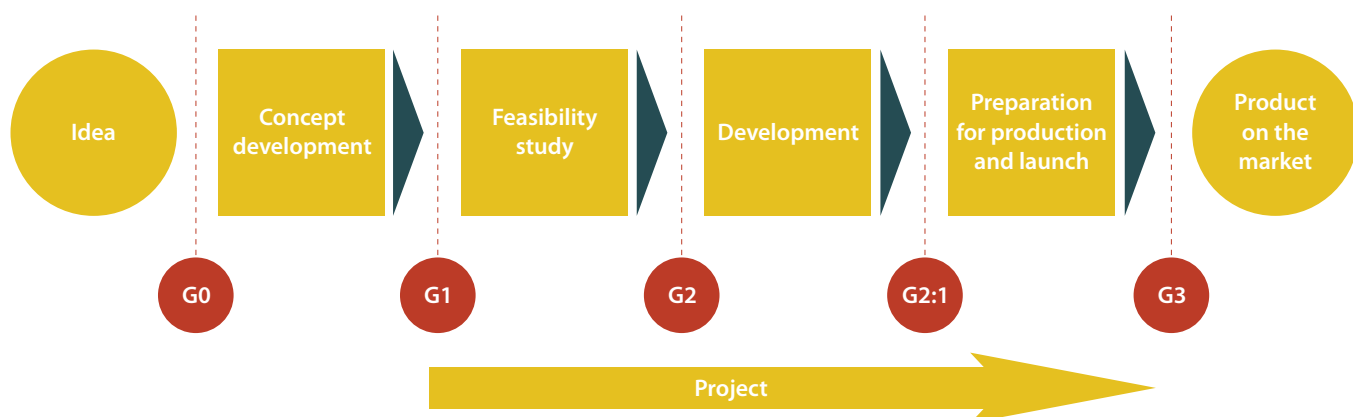 Idea
Concept
development
Feasibility
study
Development
Preparation
for production
and launch
Product
on the
market
G0
G1
G2
G2:1
G3
Project